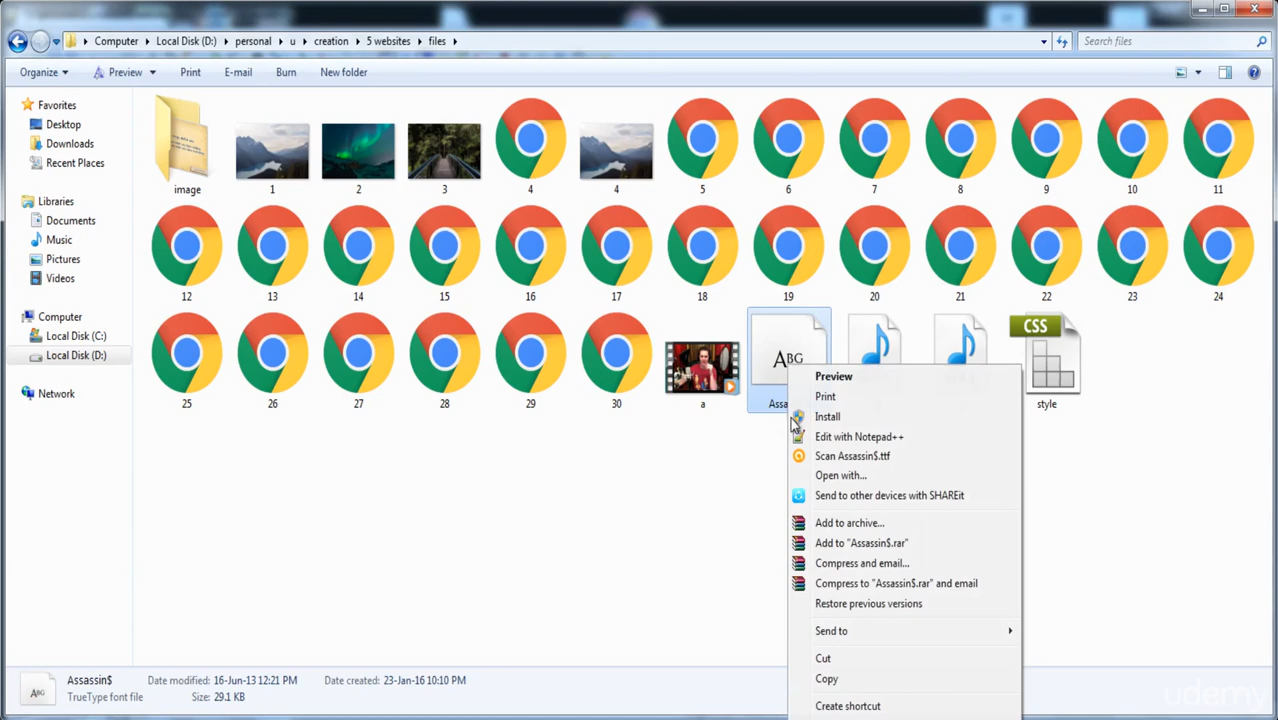 Computer Local Disk (D:) personal u creation 5 websites files Search files
Organize Preview Print E-mail Burn New folder
Favorites
Desktop
Downloads
Recent Places
Libraries
Documents
Music
Pictures
Videos
Computer
Local Disk (C:)
Local Disk (D:)
Network
image 1 2 3 4 4 5 6 7 8 9 10 11
12 13 14 15 16 17 18 19 20 21 22 23 24
CSS
ABG
25 26 27 28 29 30 a style
Preview
Print
Install
Edit with Notepad++
Scan Assassin$.ttf
Open with...
Send to other devices with SHAREit
Add to archive...
Add to "Assassin$.rar"
Compress and email...
Compress to "Assassin$.rar" and email
Restore previous versions
Send to
Cut
Copy
Create shortcut
ABG
Assassin$ Date modified: 16-Jun-13 12:21 PM Date created: 23-Jan-16 10:10 PM
TrueType font file Size: 29.1 KB
udemy